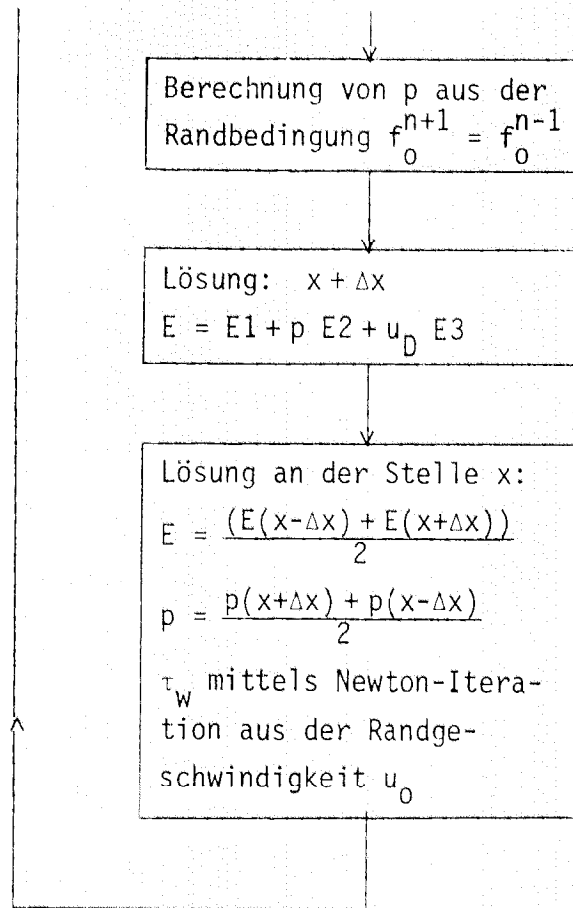 Berechnung von p aus der
Randbedingung f_o^{n+1} = f_o^{n-1}
Lösung: x + Δx
E = E1 + p E2 + u_D E3
Lösung an der Stelle x:
E = (E(x-Δx) + E(x+Δx))/2
p = p(x+Δx) + p(x-Δx)/2
τ_w mittels Newton-Itera-
tion aus der Randge-
schwindigkeit u_o